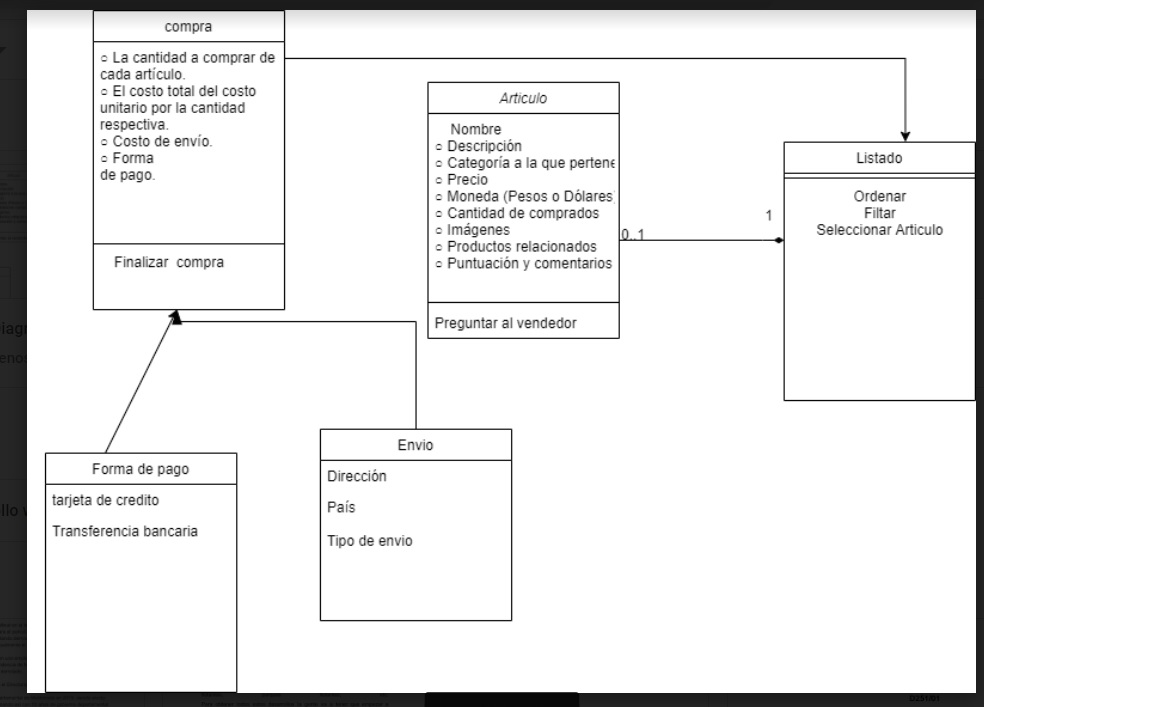 compra
○ La cantidad a comprar de
cada artículo.
○ El costo total del costo
unitario por la cantidad
respectiva.
○ Costo de envío.
○ Forma
de pago.
Finalizar compra
Articulo
Nombre
○ Descripción
○ Categoría a la que pertene
○ Precio
○ Moneda (Pesos o Dólares)
○ Cantidad de comprados
○ Imágenes
○ Productos relacionados
○ Puntuación y comentarios
Preguntar al vendedor
0..1
1
Listado
Ordenar
Filtar
Seleccionar Articulo
Forma de pago
tarjeta de credito
Transferencia bancaria
Envio
Dirección
País
Tipo de envio